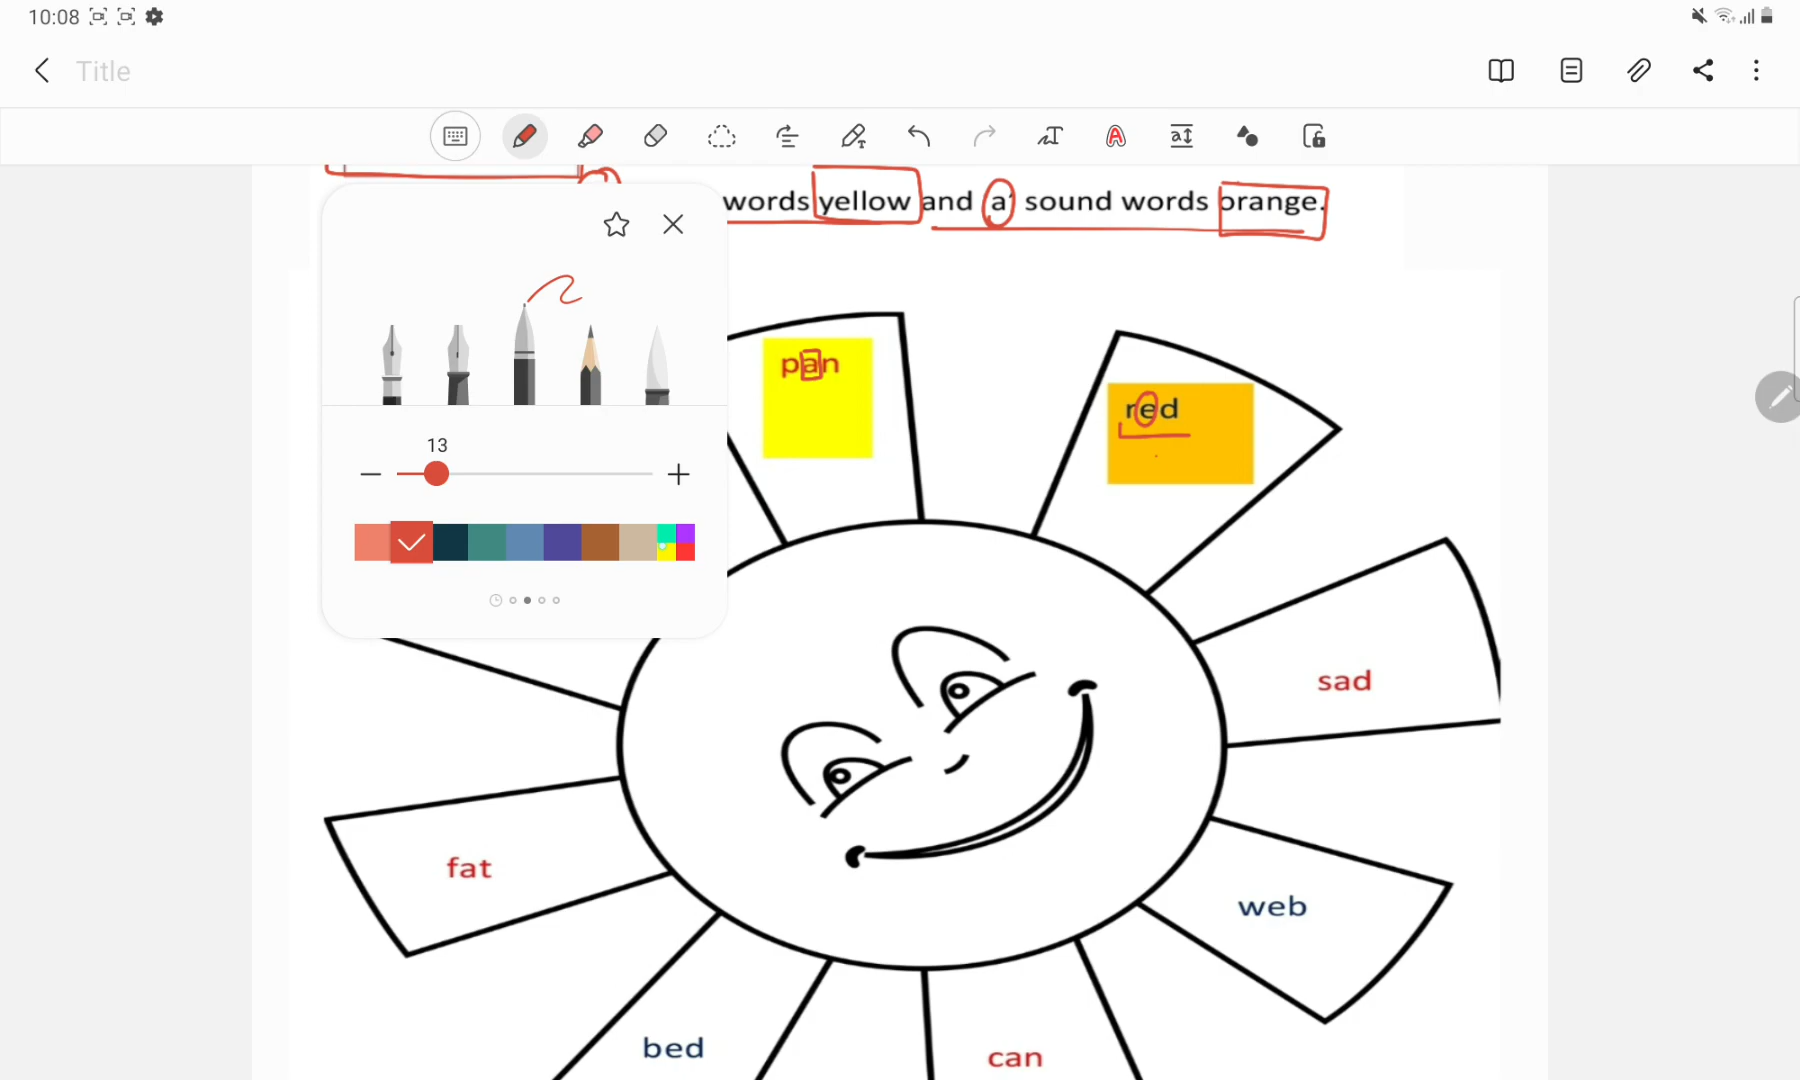 10:08
Title
words yellow and a' sound words orange.
13
pan
red
sad
fat
web
bed
can